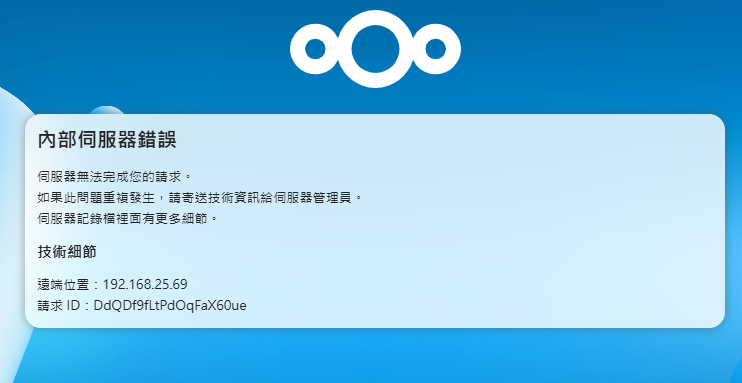 內部伺服器錯誤
伺服器無法完成您的請求。
如果此問題重複發生，請寄送技術資訊給伺服器管理員。
伺服器記錄檔裡面有更多細節。
技術細節
遠端位置：192.168.25.69
請求 ID：DdQDf9fLtPdOqFaX60ue